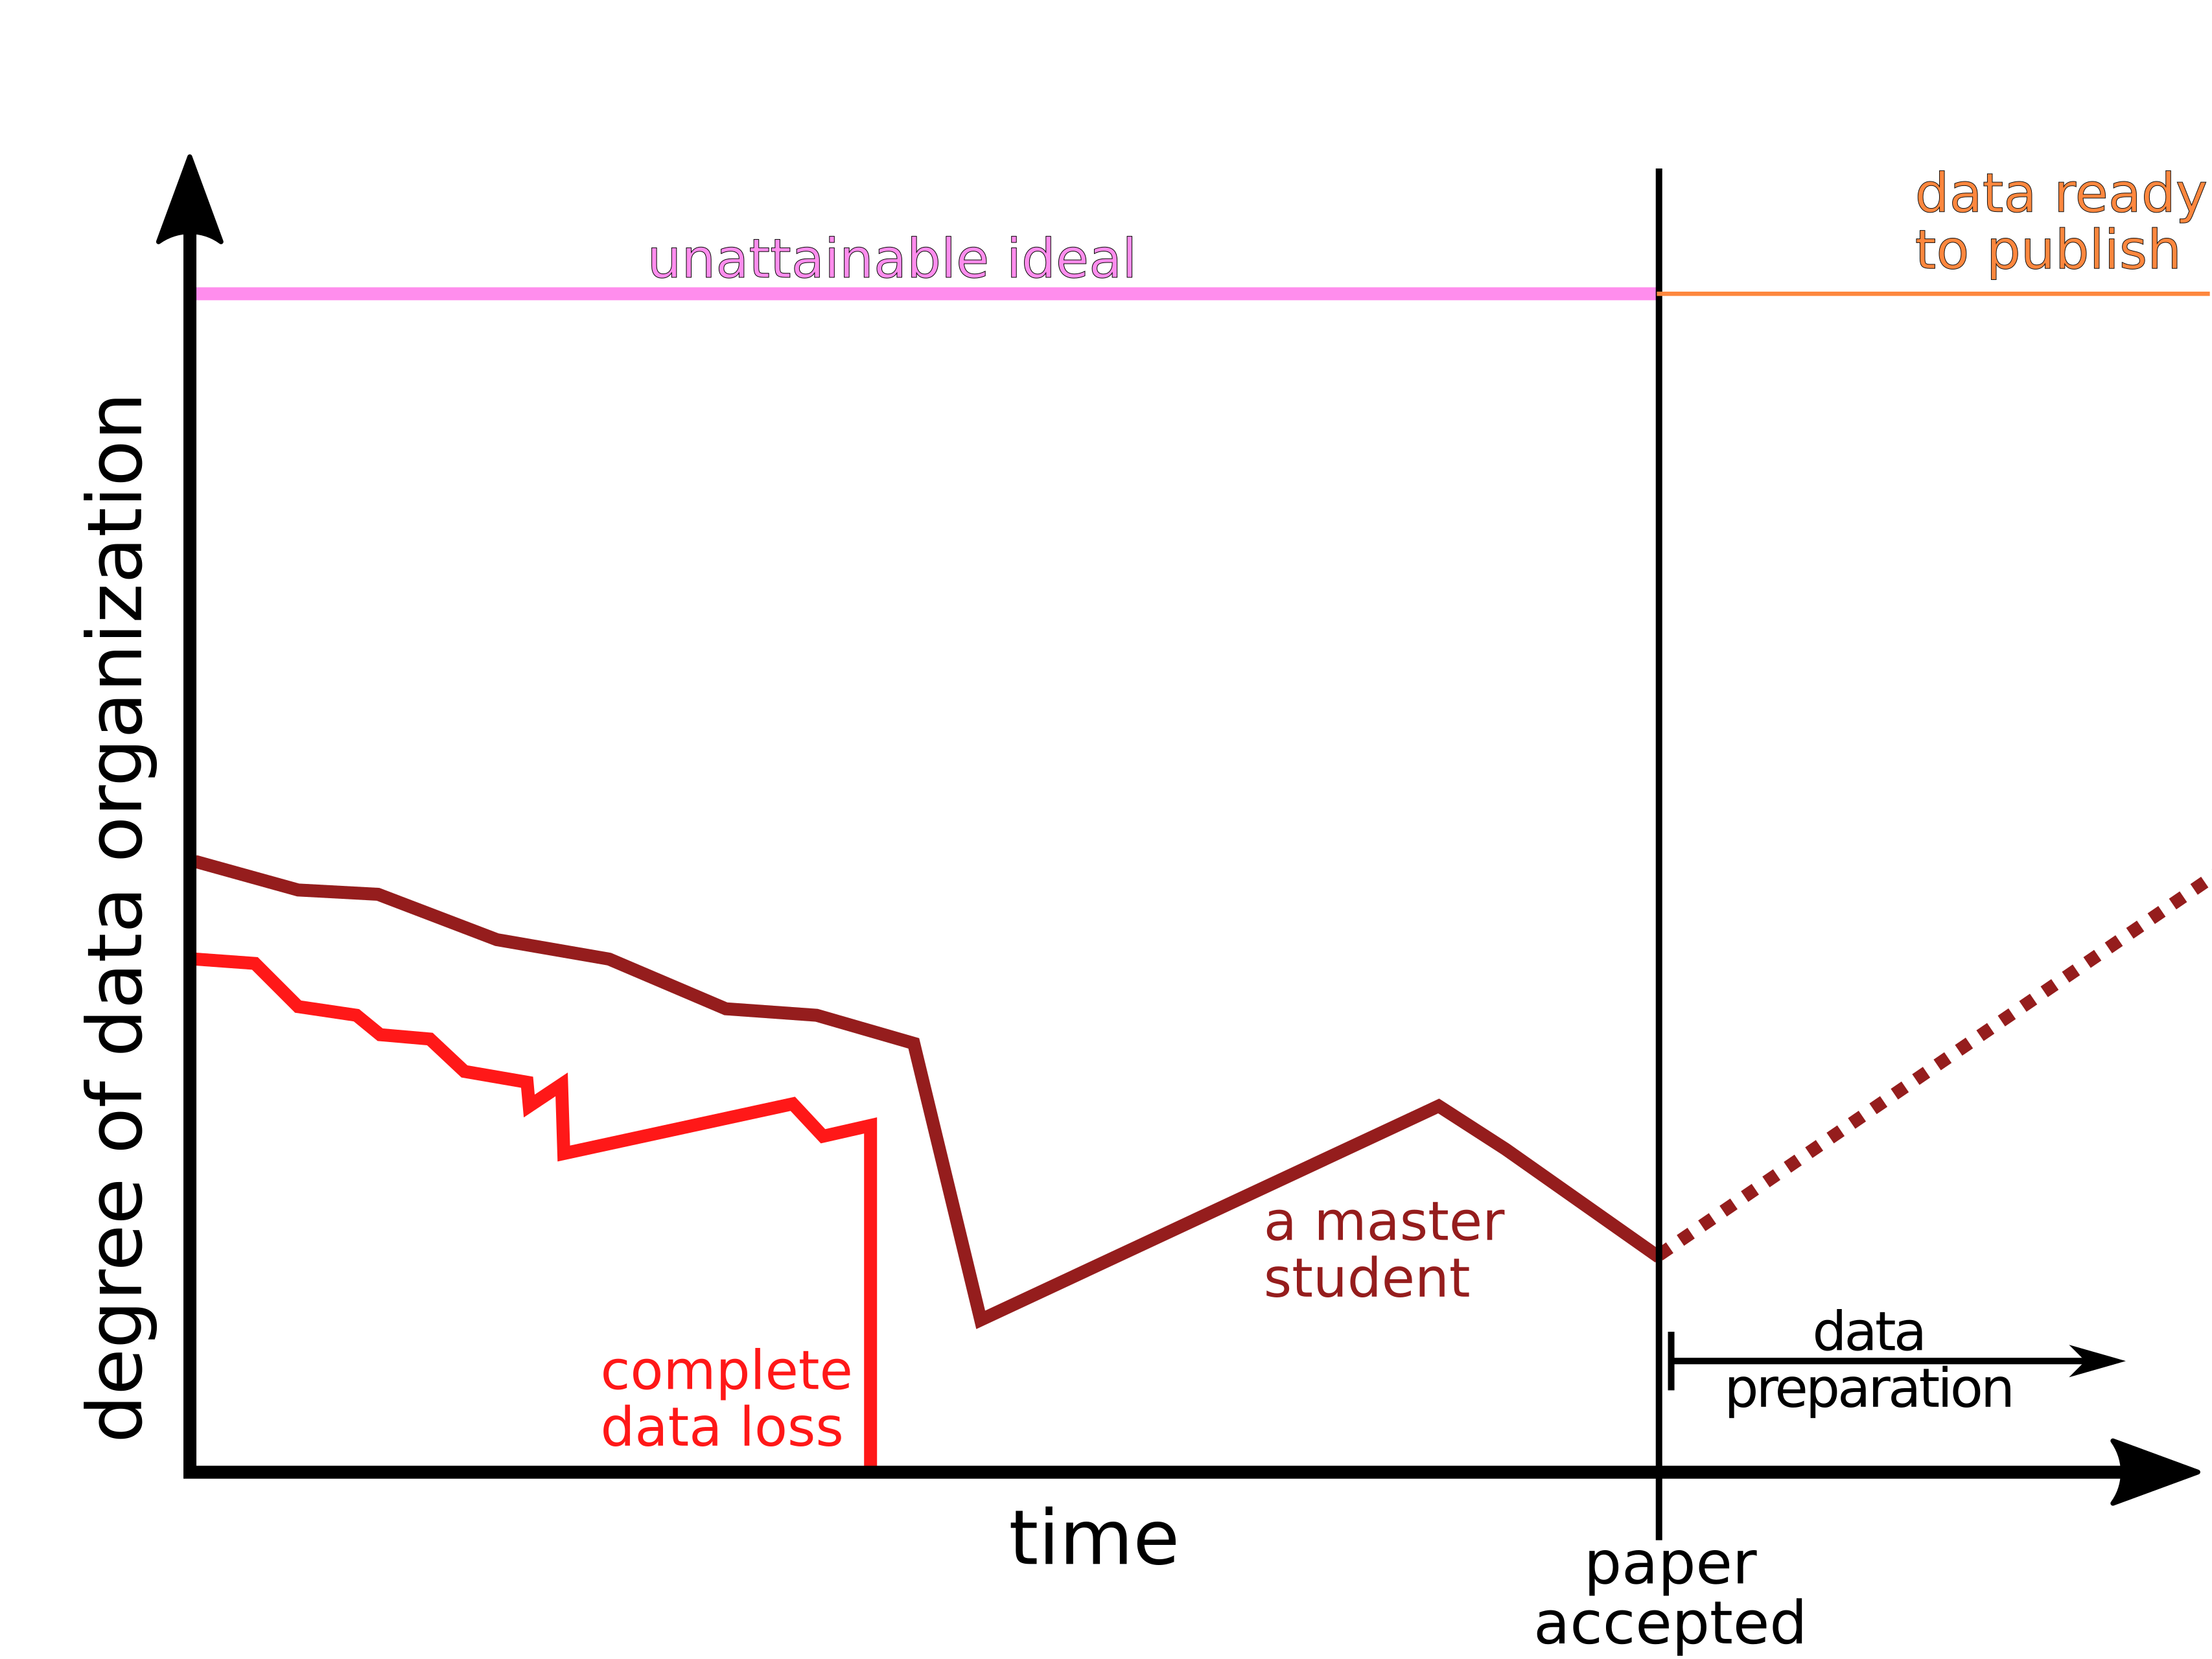 unattainable ideal
data ready
to publish
degree of data organization
a master
student
complete
data loss
data
preparation
time
paper
accepted